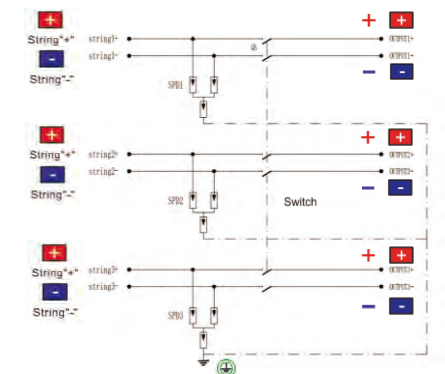 + + +
String"+" string1+ OUTPUT1+
- string1- OUTPUT1-
String"-" SPD1 — -
+ + +
String"+" string2+ OUTPUT2+
- string2- OUTPUT2-
String"-" SPD2 Switch — -
+ + +
String"+" string3+ OUTPUT3+
- string3- OUTPUT3-
String"-" SPD3 — -